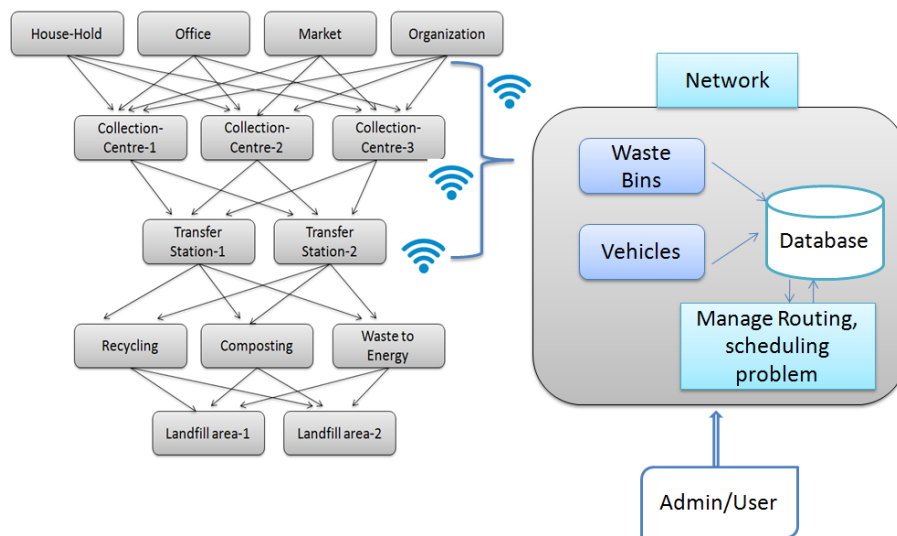 House-Hold
Office
Market
Organization
Network
Collection-
Centre-1
Collection-
Centre-2
Collection-
Centre-3
Waste
Bins
Vehicles
Database
Transfer
Station-1
Transfer
Station-2
Manage Routing,
scheduling
problem
Recycling
Composting
Waste to
Energy
Landfill area-1
Landfill area-2
Admin/User